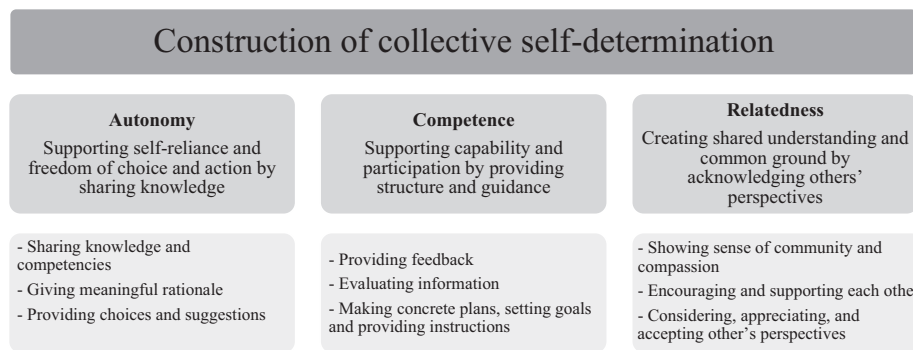 Construction of collective self-determination
Autonomy
Supporting self-reliance and
freedom of choice and action by
sharing knowledge
Competence
Supporting capability and
participation by providing
structure and guidance
Relatedness
Creating shared understanding and
common ground by
acknowledging others’
perspectives
- Sharing knowledge and
competencies
- Giving meaningful rationale
- Providing choices and suggestions
- Providing feedback
- Evaluating information
- Making concrete plans, setting goals
and providing instructions
- Showing sense of community and
compassion
- Encouraging and supporting each othe
- Considering, appreciating, and
accepting other’s perspectives